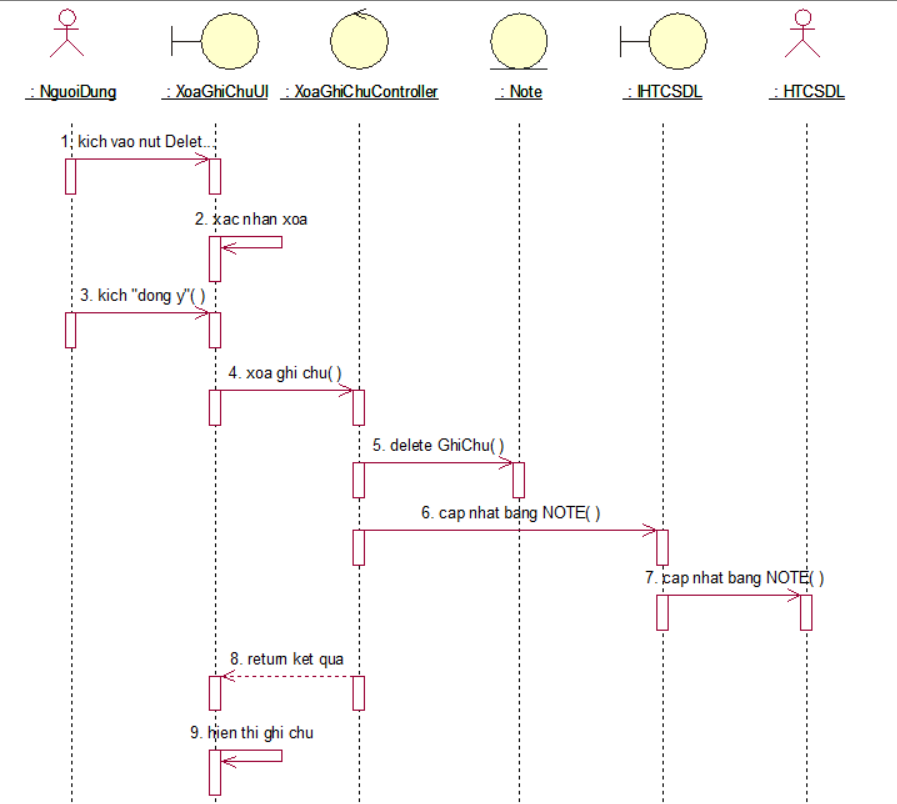 : NguoiDung
: XoaGhiChuUI
: XoaGhiChuController
: Note
: IHTCSDL
: HTCSDL
1. kich vao nut Delet...
2. xac nhan xoa
3. kich "dong y"( )
4. xoa ghi chu( )
5. delete GhiChu( )
6. cap nhat bang NOTE( )
7. cap nhat bang NOTE( )
8. return ket qua
9. hien thi ghi chu